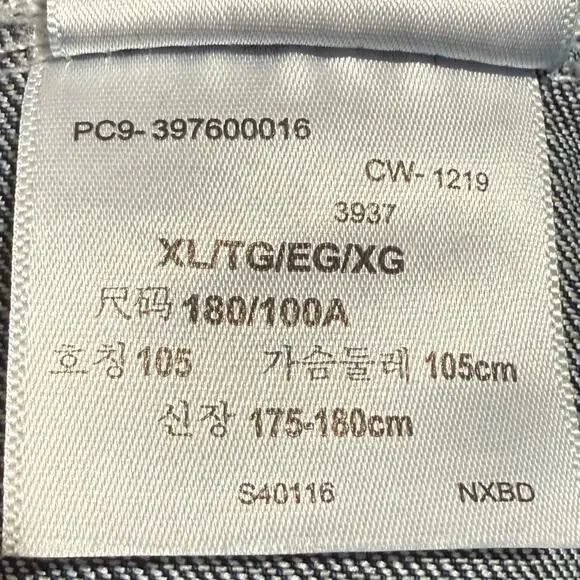 PC9- 397600016
CW- 1219
3937
XL/TG/EG/XG
尺码 180/100A
호칭 105 가슴둘레 105cm
신장 175-180cm
S40116 NXBD